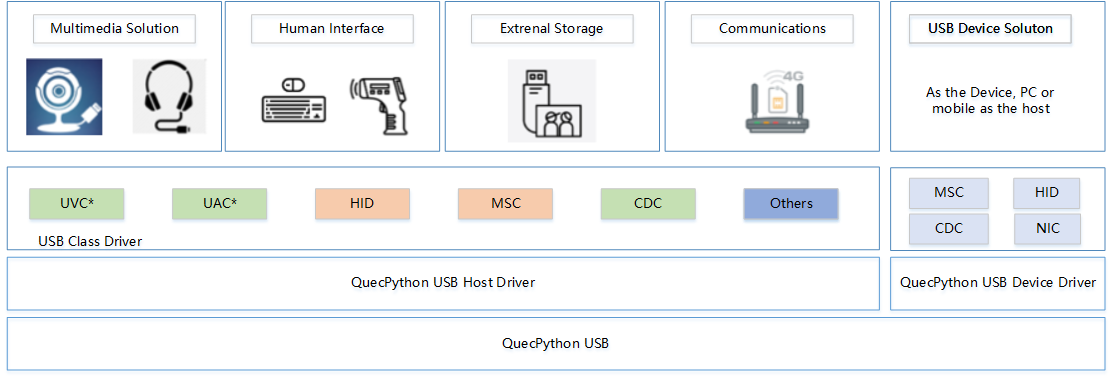 Multimedia Solution
Human Interface
Extrenal Storage
Communications
USB Device Soluton
4G
As the Device, PC or
mobile as the host
UVC*
UAC*
HID
MSC
CDC
Others
USB Class Driver
MSC
HID
CDC
NIC
QuecPython USB Host Driver
QuecPython USB Device Driver
QuecPython USB